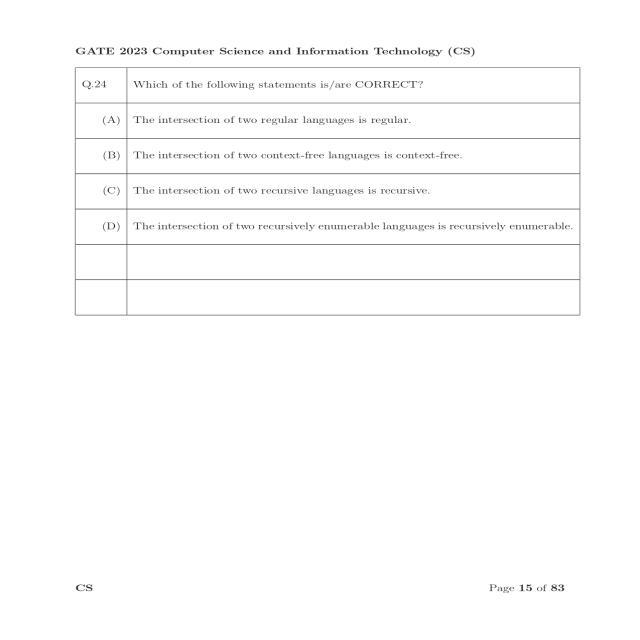 GATE 2023 Computer Science and Information Technology (CS)
Q.24 Which of the following statements is/are CORRECT?
(A) The intersection of two regular languages is regular.
(B) The intersection of two context-free languages is context-free.
(C) The intersection of two recursive languages is recursive.
(D) The intersection of two recursively enumerable languages is recursively enumerable.
CS Page 15 of 83